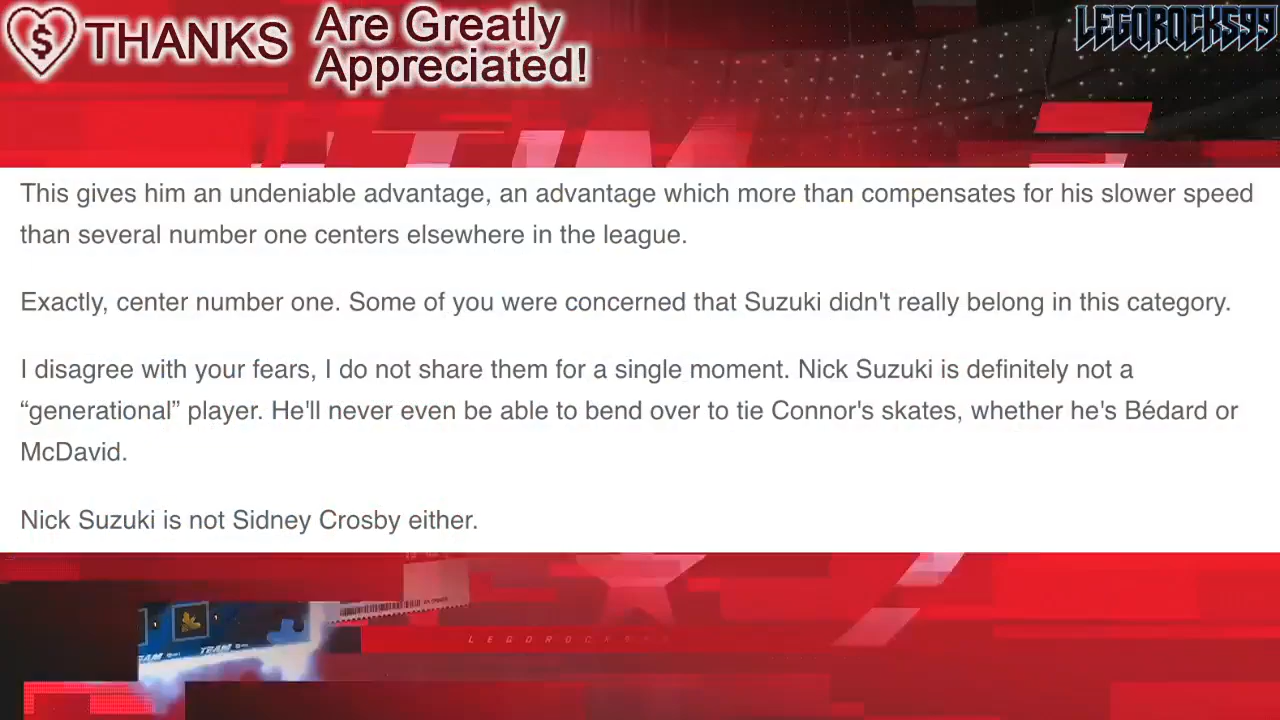 THANKS
Are Greatly
Appreciated!
LEGOROCKS99
This gives him an undeniable advantage, an advantage which more than compensates for his slower speed
than several number one centers elsewhere in the league.
Exactly, center number one. Some of you were concerned that Suzuki didn't really belong in this category.
I disagree with your fears, I do not share them for a single moment. Nick Suzuki is definitely not a
“generational” player. He'll never even be able to bend over to tie Connor's skates, whether he's Bédard or
McDavid.
Nick Suzuki is not Sidney Crosby either.
TEAM